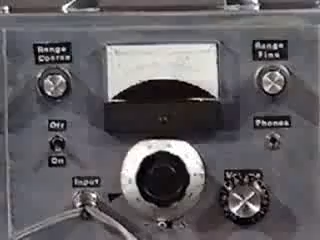 Range
Coarse
Range
Fine
Off
On
Phones
Input
Volume